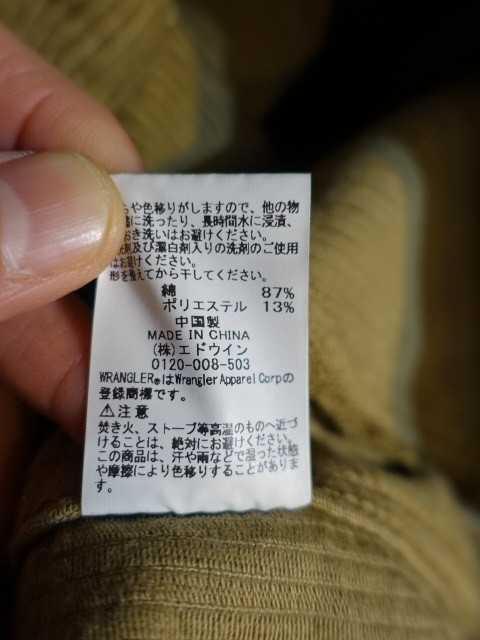 や色移りがしますので、他の物
に洗ったり、長時間水に浸漬、
おき洗いはお避けください。
洗剤及び漂白剤入りの洗剤のご使用
はお避けください。
形を整えてから干してください。
綿 87%
ポリエステル 13%
中国製
MADE IN CHINA
(株)エドウイン
0120-008-503
WRANGLER®はWrangler Apparel Corpの
登録商標です。
⚠注意
焚き火、ストーブ等高温のものへ近づ
けることは、絶対にお避けください。
この商品は、汗や雨などで湿った状態
や摩擦により色移りすることがありま
す。